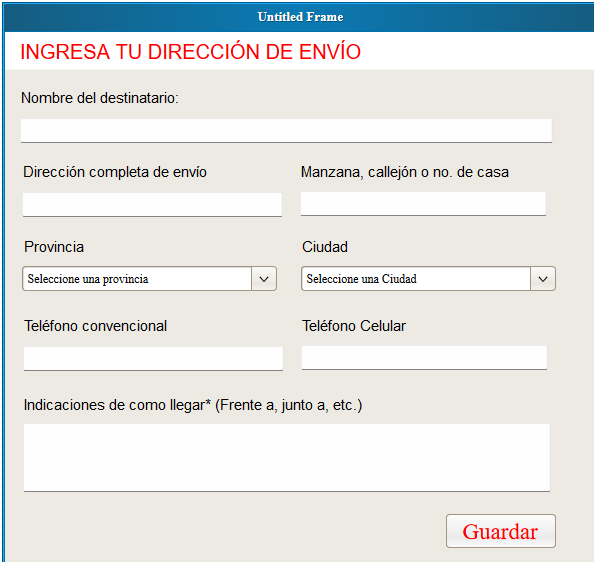 Untitled Frame
INGRESA TU DIRECCIÓN DE ENVÍO
Nombre del destinatario:
Dirección completa de envío
Manzana, callejón o no. de casa
Provincia
Ciudad
Seleccione una provincia
Seleccione una Ciudad
Teléfono convencional
Teléfono Celular
Indicaciones de como llegar* (Frente a, junto a, etc.)
Guardar